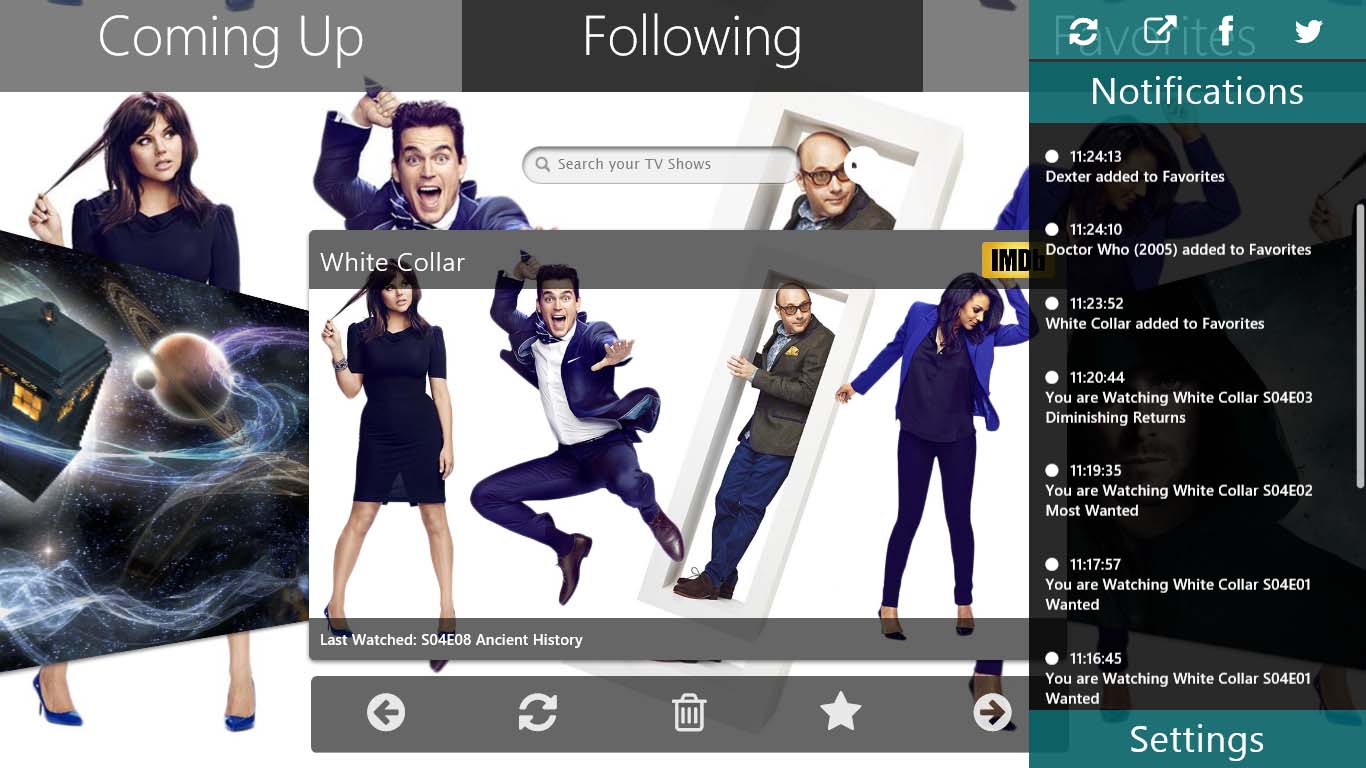 Coming Up
Following
Favorites
Notifications
Search your TV Shows
White Collar
IMDb
Last Watched: S04E08 Ancient History
11:24:13
Dexter added to Favorites
11:24:10
Doctor Who (2005) added to Favorites
11:23:52
White Collar added to Favorites
11:20:44
You are Watching White Collar S04E03
Diminishing Returns
11:19:35
You are Watching White Collar S04E02
Most Wanted
11:17:57
You are Watching White Collar S04E01
Wanted
11:16:45
You are Watching White Collar S04E01
Wanted
Settings